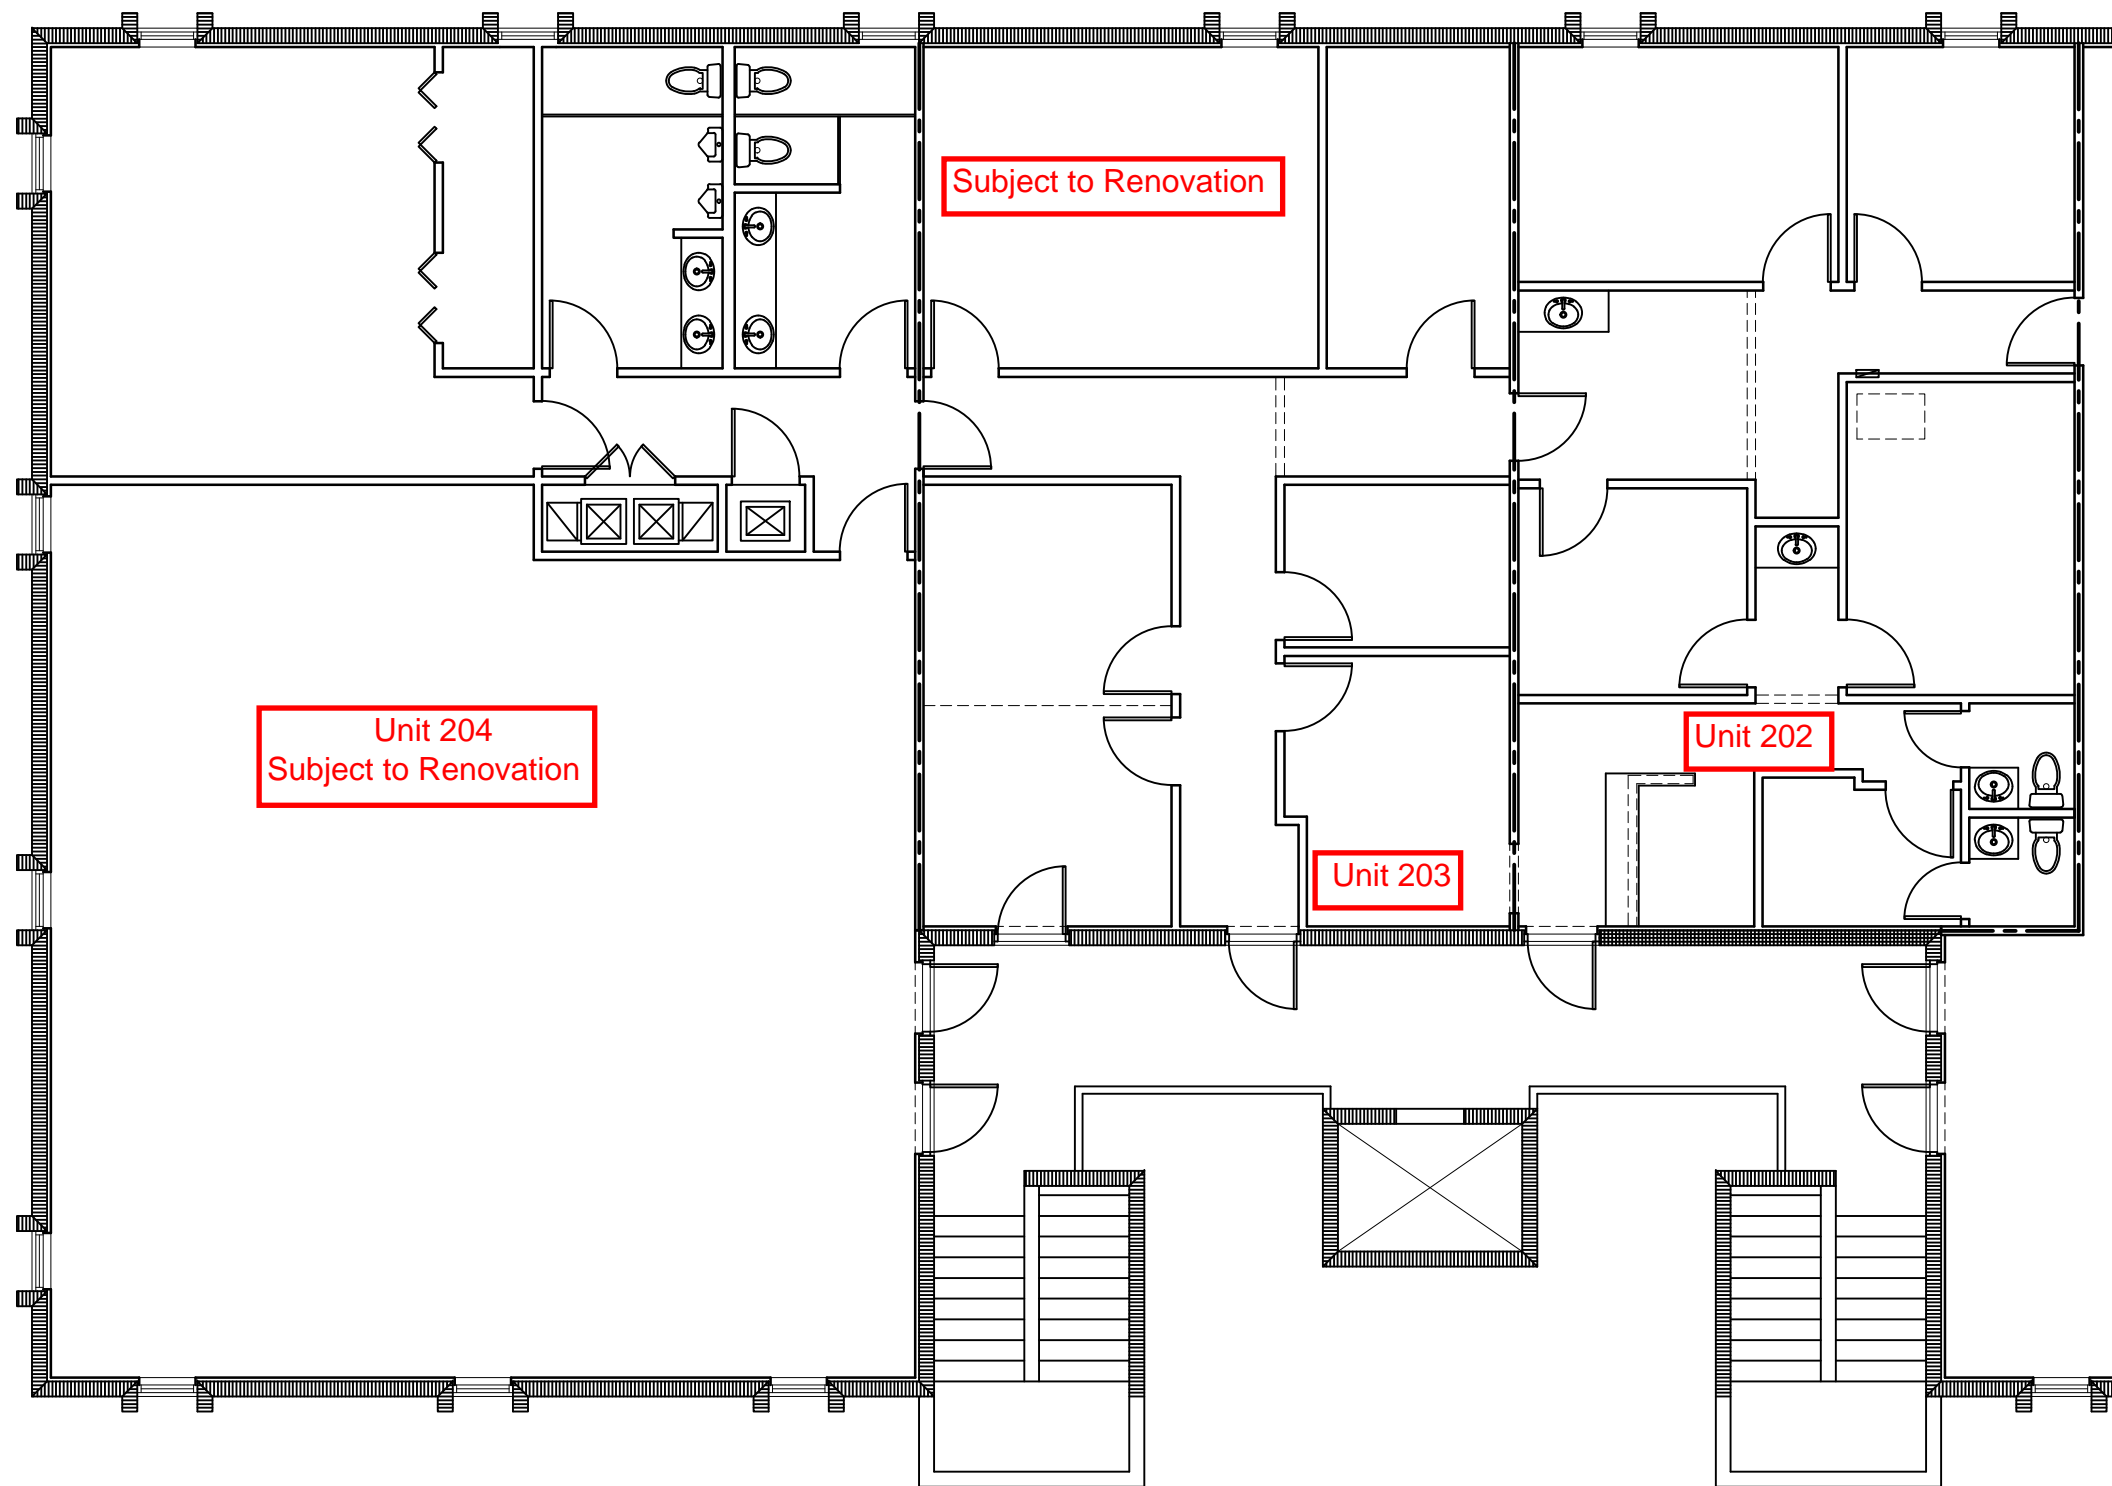 Subject to Renovation
Unit 204
Subject to Renovation
Unit 202
Unit 203